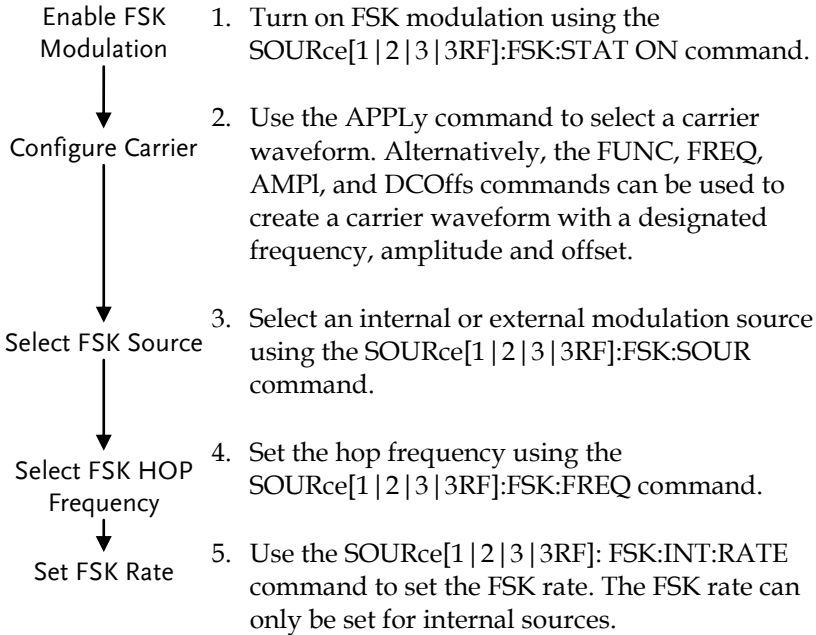 Enable FSK
Modulation
1. Turn on FSK modulation using the
SOURce[1|2|3|3RF]:FSK:STAT ON command.
Configure Carrier
2. Use the APPLy command to select a carrier
waveform. Alternatively, the FUNC, FREQ,
AMPl, and DCOffs commands can be used to
create a carrier waveform with a designated
frequency, amplitude and offset.
Select FSK Source
3. Select an internal or external modulation source
using the SOURce[1|2|3|3RF]:FSK:SOUR
command.
Select FSK HOP
Frequency
4. Set the hop frequency using the
SOURce[1|2|3|3RF]:FSK:FREQ command.
Set FSK Rate
5. Use the SOURce[1|2|3|3RF]: FSK:INT:RATE
command to set the FSK rate. The FSK rate can
only be set for internal sources.